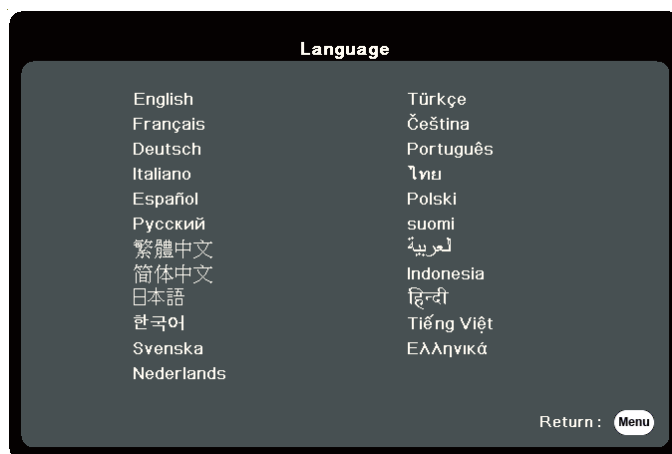 Language
English
Français
Deutsch
Italiano
Español
Русский
繁體中文
简体中文
日本語
한국어
Svenska
Nederlands
Türkçe
Čeština
Português
ไทย
Polski
suomi
لعربية
Indonesia
हिन्दी
Tiếng Việt
Ελληνικά
Return : Menu